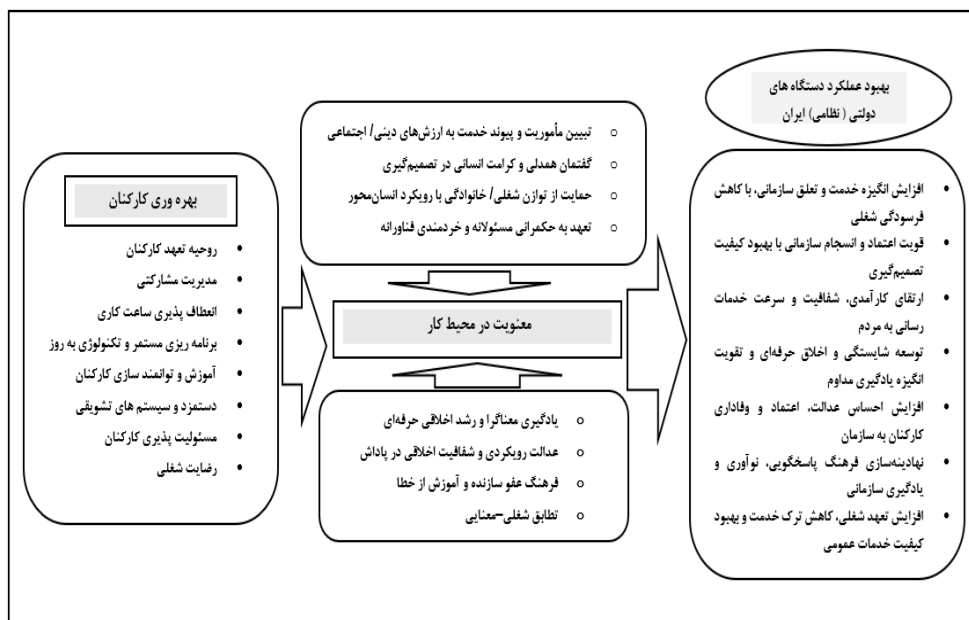 بهبود عملکرد دستگاه های
دولتی ( نظامی) ایران
افزایش انگیزه خدمت و تعلق سازمانی، با کاهش
فرسودگی شغلی
قویت اعتماد و انسجام سازمانی با بهبود کیفیت
تصمیم‌گیری
ارتقای کارآمدی، شفافیت و سرعت خدمات
رسانی به مردم
توسعه شایستگی و اخلاق حرفه‌ای و تقویت
انگیزه یادگیری مداوم
افزایش احساس عدالت، اعتماد و وفاداری
کارکنان به سازمان
نهادینه‌سازی فرهنگ پاسخگویی، نوآوری و
یادگیری سازمانی
افزایش تعهد شغلی، کاهش ترک خدمت و بهبود
کیفیت خدمات عمومی
تبیین مأموریت و پیوند خدمت به ارزش‌های دینی/ اجتماعی
گفتمان همدلی و کرامت انسانی در تصمیم‌گیری
حمایت از توازن شغلی/ خانوادگی با رویکرد انسان‌محور
تعهد به حکمرانی مسئولانه و خردمندی فناورانه
معنویت در محیط کار
یادگیری معناگرا و رشد اخلاقی حرفه‌ای
عدالت رویکردی و شفافیت اخلاقی در پاداش
فرهنگ عفو سازنده و آموزش از خطا
تطابق شغلی–معنایی
بهره وری کارکنان
روحیه تعهد کارکنان
مدیریت مشارکتی
انعطاف پذیری ساعت کاری
برنامه ریزی مستمر و تکنولوژی به روز
آموزش و توانمند سازی کارکنان
دستمزد و سیستم های تشویقی
مسئولیت پذیری کارکنان
رضایت شغلی